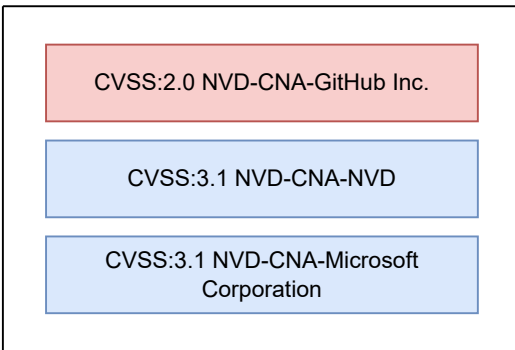 CVSS:2.0 NVD-CNA-GitHub Inc.
CVSS:3.1 NVD-CNA-NVD
CVSS:3.1 NVD-CNA-Microsoft
Corporation